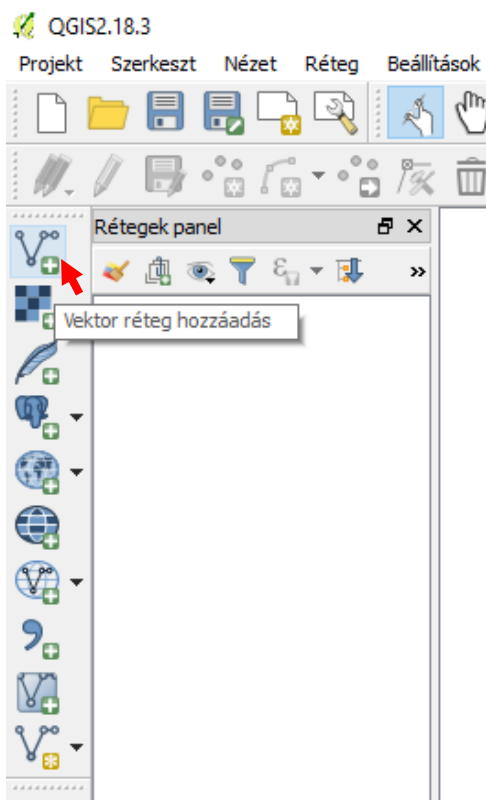 QGIS2.18.3
Projekt Szerkeszt Nézet Réteg Beállítások
Rétegek panel
Vektor réteg hozzáadás